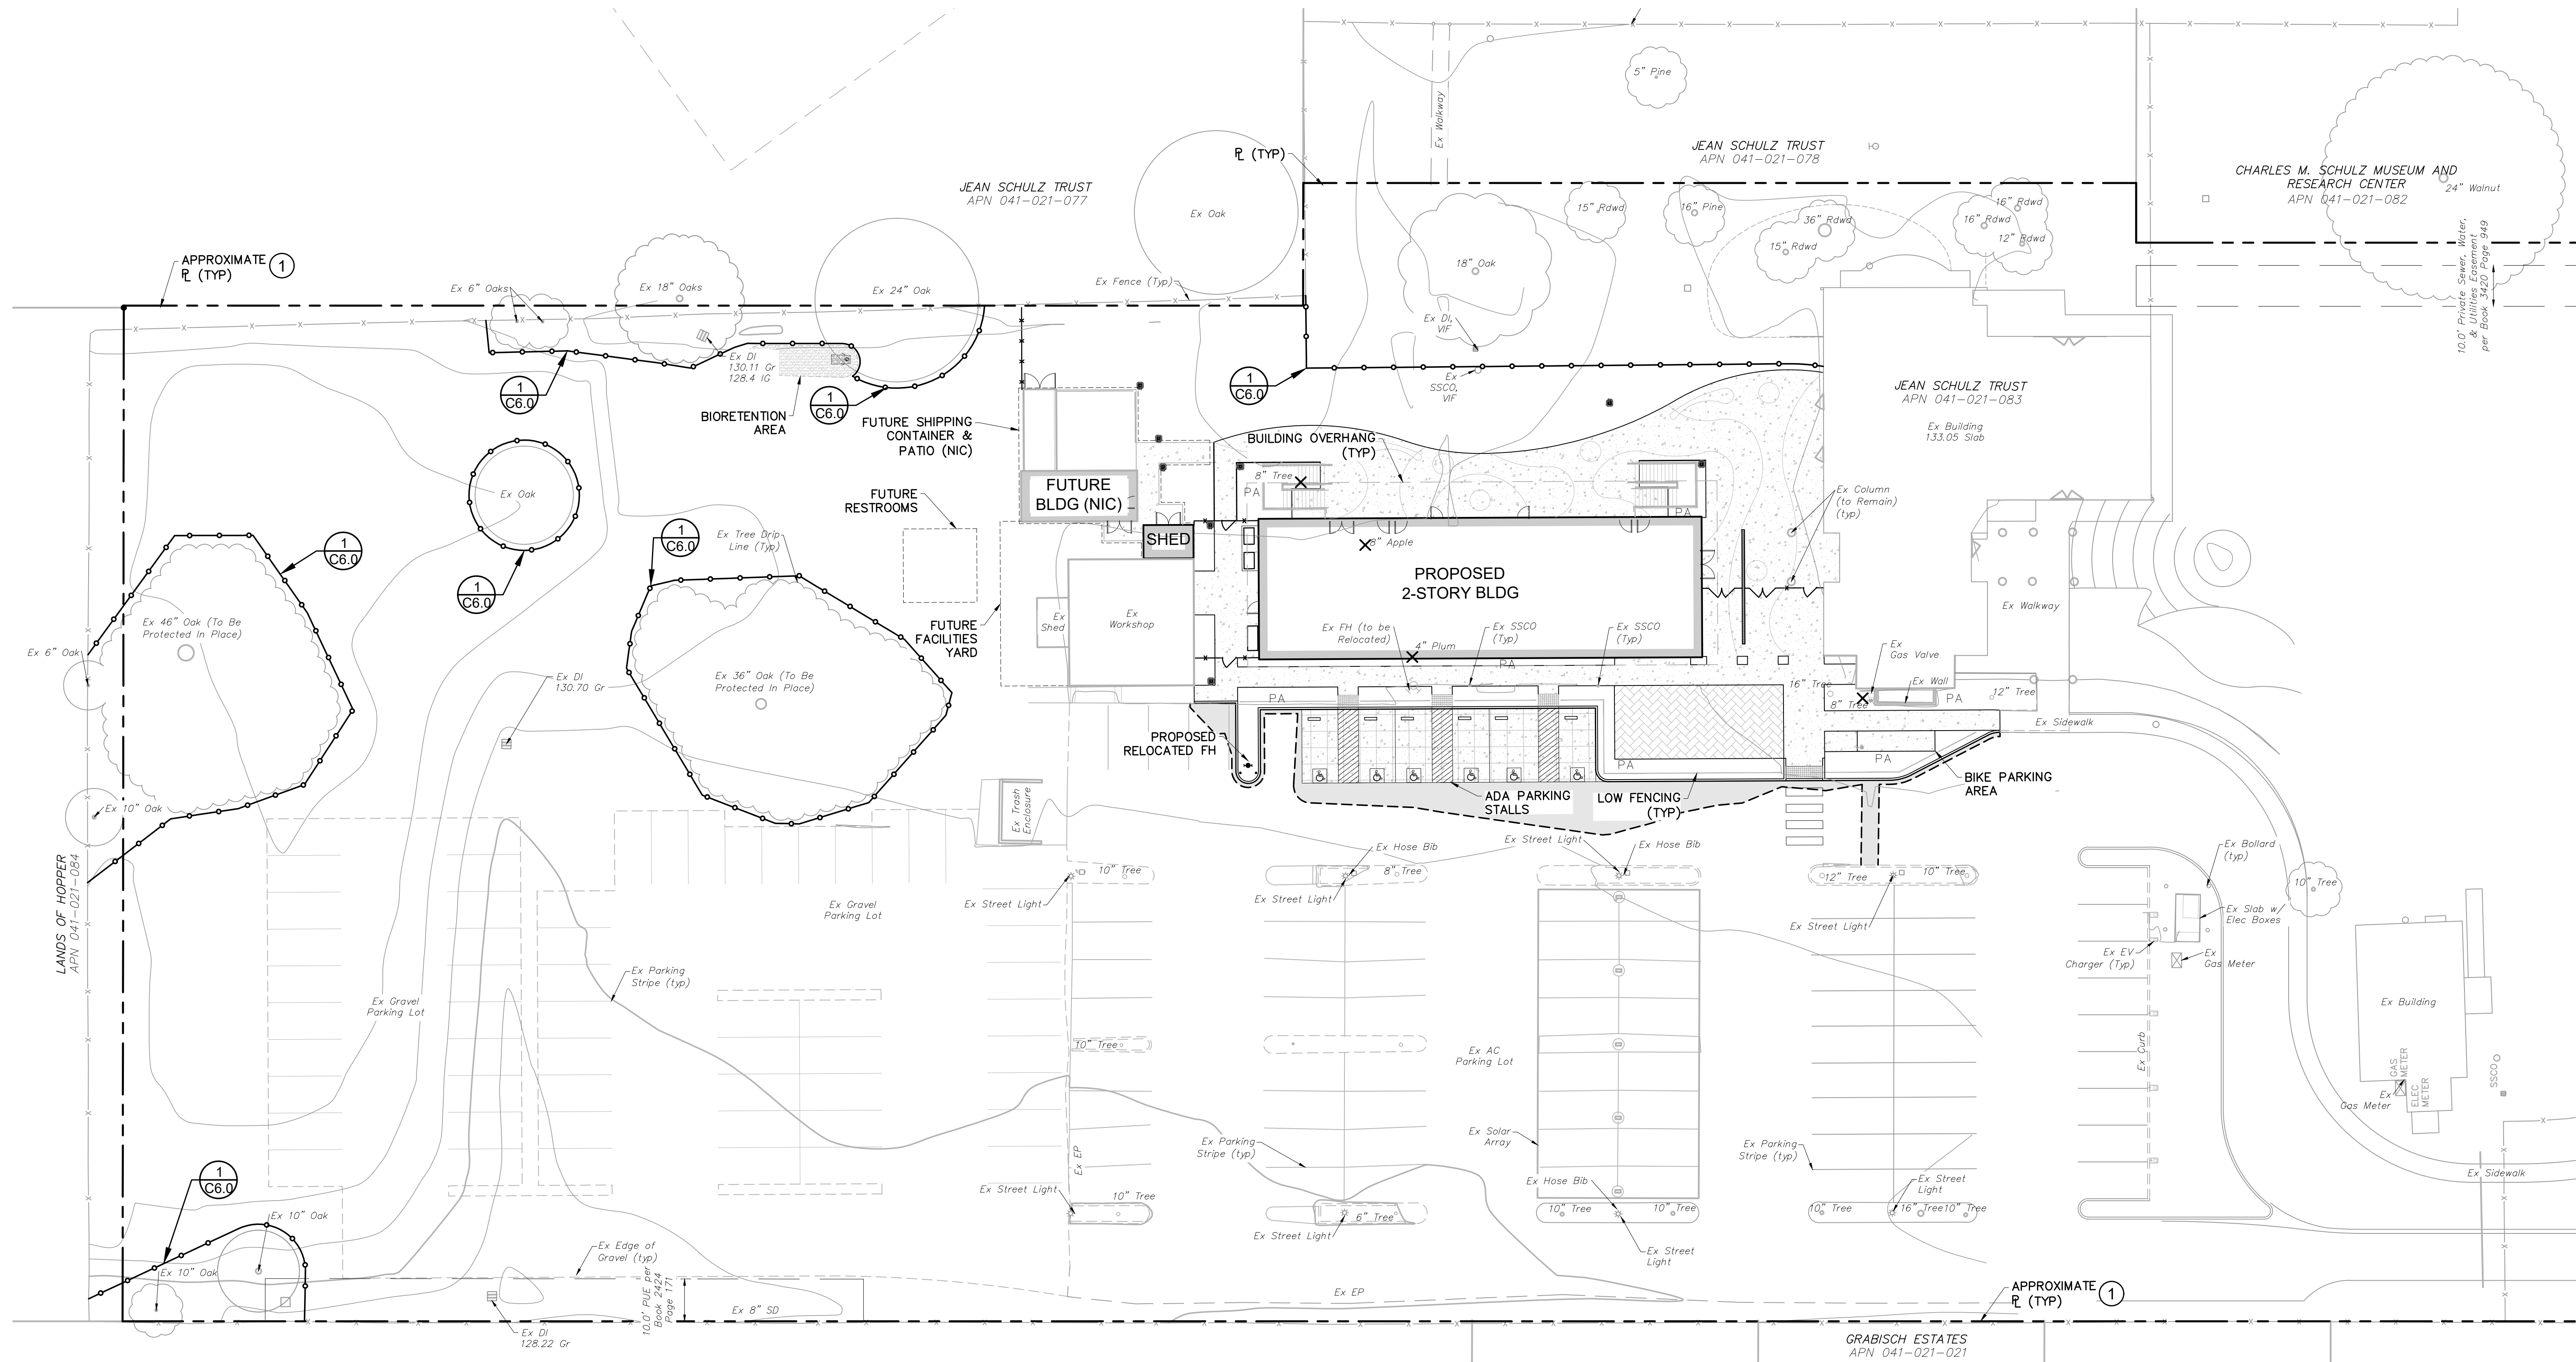 5" Pine
Ex Walkway
℄ (TYP)
JEAN SCHULZ TRUST
APN 041-021-078
CHARLES M. SCHULZ MUSEUM AND
RESEARCH CENTER
APN 041-021-082
24" Walnut
JEAN SCHULZ TRUST
APN 041-021-077
Ex Oak
15" Rdwd
16" Pine
36" Rdwd
15" Rdwd
16" Rdwd
16" Rdwd
12" Rdwd
10.0' Private Sewer, Water,
& Utilities Easement
per Book 3420 Page 949
APPROXIMATE
℄ (TYP)
1
Ex 6" Oaks
Ex 18" Oaks
Ex 24" Oak
Ex Fence (Typ)
18" Oak
Ex DI,
VIF
Ex DI
130.11 Gr
128.4 IG
1
C6.0
1
C6.0
1
C6.0
Ex
SSCO,
VIF
JEAN SCHULZ TRUST
APN 041-021-083
Ex Building
133.05 Slab
BIORETENTION
AREA
FUTURE SHIPPING
CONTAINER &
PATIO (NIC)
BUILDING OVERHANG
(TYP)
FUTURE
BLDG (NIC)
8" Tree
PA
PA
Ex Column
(to Remain)
(typ)
Ex Oak
FUTURE
RESTROOMS
1
C6.0
1
C6.0
1
C6.0
Ex Tree Drip
Line (Typ)
SHED
8" Apple
PROPOSED
2-STORY BLDG
Ex 46" Oak (To Be
Protected In Place)
Ex 6" Oak
Ex
Shed
Ex
Workshop
FUTURE
FACILITIES
YARD
Ex FH (to be
Relocated)
Ex SSCO
(Typ)
Ex SSCO
(Typ)
4" Plum
PA
Ex Walkway
Ex
Gas Valve
Ex Wall
Ex 36" Oak (To Be
Protected In Place)
Ex DI
130.70 Gr
16" Tree
8" Tree
12" Tree
PA
PA
Ex Sidewalk
PROPOSED
RELOCATED FH
PA
PA
ADA PARKING
STALLS
LOW FENCING
(TYP)
BIKE PARKING
AREA
Ex 10" Oak
Ex Trash
Enclosure
LANDS OF HOPPER
APN 041-021-084
Ex Street Light
Ex Hose Bib
Ex Hose Bib
Ex Bollard
(typ)
10" Tree
8" Tree
12" Tree
10" Tree
10" Tree
Ex Street Light
Ex Street Light
Ex Street Light
Ex Gravel
Parking Lot
Ex Slab w/
Elec Boxes
Ex EV
Charger (Typ)
Ex
Gas Meter
Ex Parking
Stripe (typ)
Ex Gravel
Parking Lot
Ex Building
10" Tree
Ex AC
Parking Lot
Ex Curb
GAS
METER
ELEC
METER
SSCO
Ex
Gas Meter
Ex Solar
Array
Ex Parking
Stripe (typ)
Ex Parking
Stripe (typ)
Ex EP
Ex Sidewalk
1
C6.0
Ex Street Light
10" Tree
Ex Hose Bib
Ex Street
Light
6" Tree
10" Tree
10" Tree
10" Tree
16" Tree
10" Tree
Ex 10" Oak
Ex Street Light
Ex Street
Light
Ex Edge of
Gravel (typ)
Ex 10" Oak
10.0' PUE per
Book 2424
Page 171
Ex 8" SD
Ex EP
APPROXIMATE
℄ (TYP)
1
Ex DI
128.22 Gr
GRABISCH ESTATES
APN 041-021-021